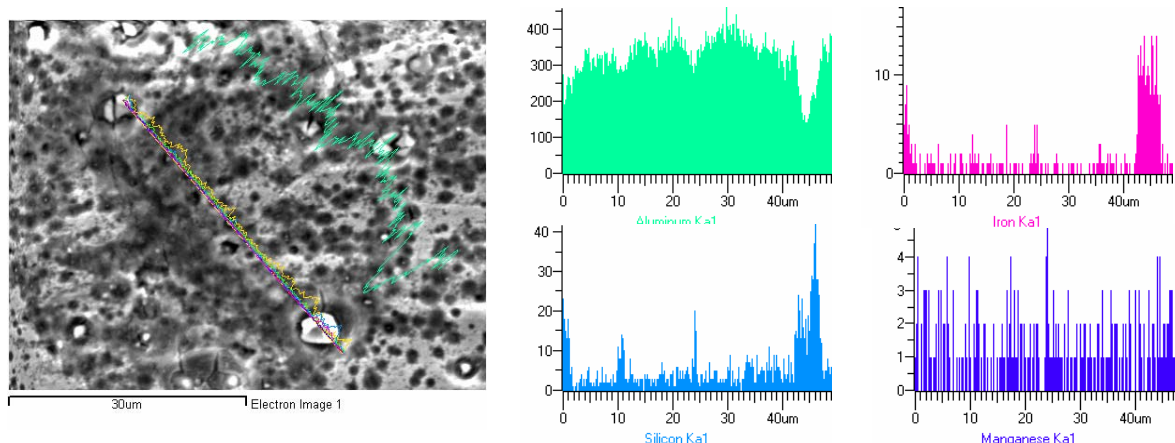 400
300
200
100
0
0 10 20 30 40um
Aluminum Ka1
10
0
0 10 20 30 40um
Iron Ka1
40
30
20
10
0
0 10 20 30 40um
Silicon Ka1
4
3
2
1
0
0 10 20 30 40um
Manganese Ka1
30um Electron Image 1